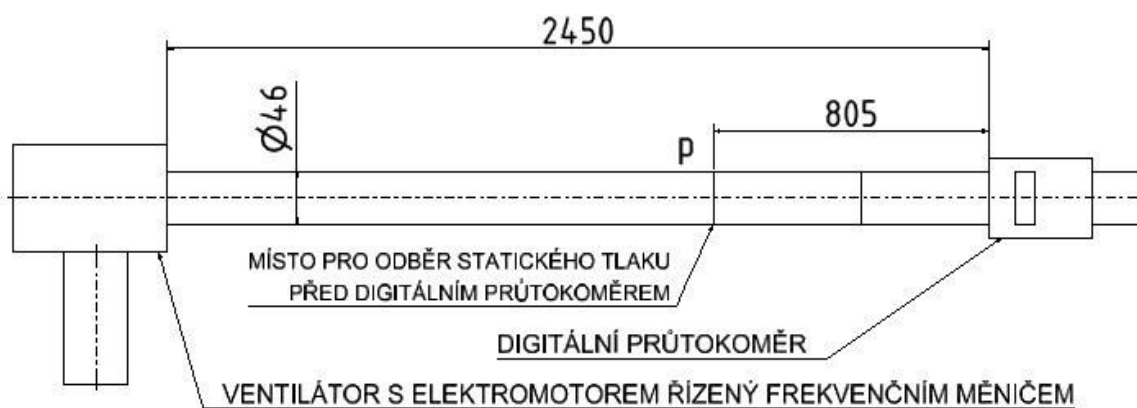 2450
Ø46
805
p
MÍSTO PRO ODBĚR STATICKÉHO TLAKU
PŘED DIGITÁLNÍM PRŮTOKOMĚREM
DIGITÁLNÍ PRŮTOKOMĚR
VENTILÁTOR S ELEKTROMOTOREM ŘÍZENÝ FREKVENČNÍM MĚNIČEM